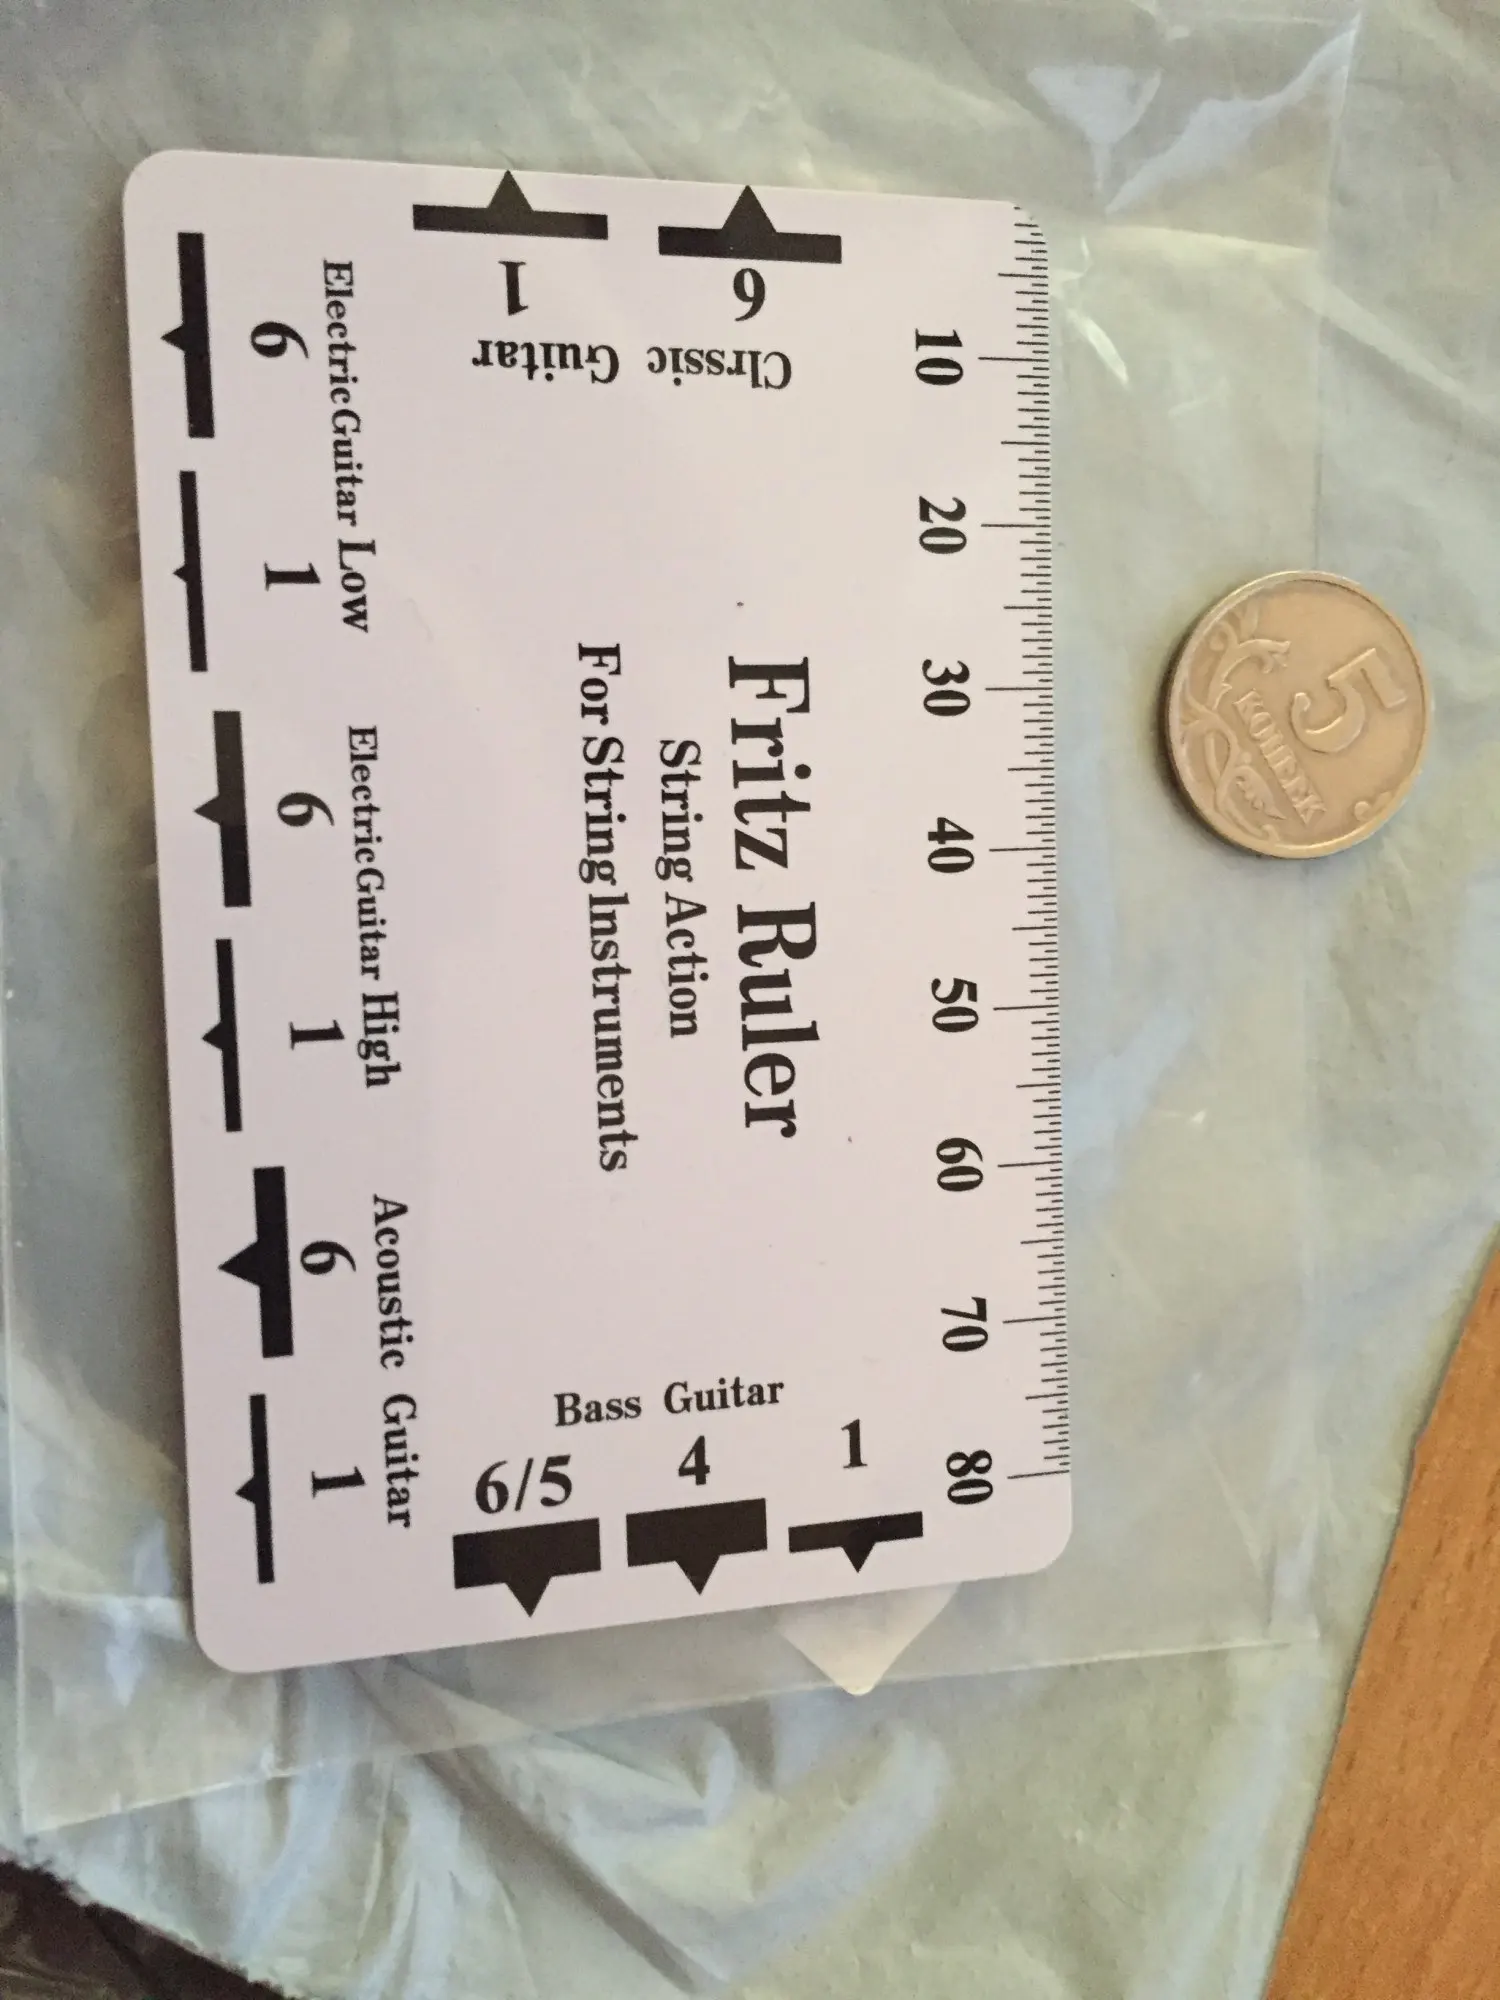 10 20 30 40 50 60 70 80
Fritz Ruler
String Action
For String Instruments
Clrssic Guitar
6 1
Bass Guitar
1
4
6/5
ElectricGuitar Low
6 1
ElectricGuitar High
6 1
Acoustic Guitar
6 1
5
КОПЕЕК